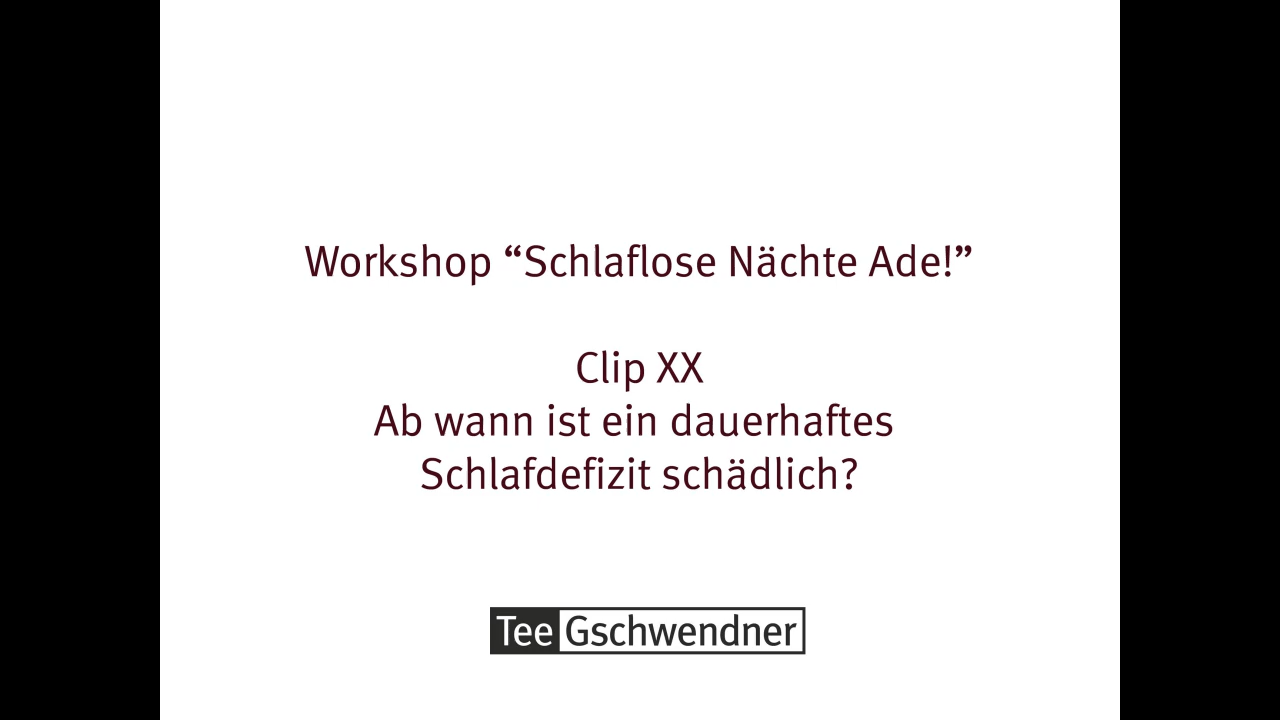 Workshop “Schlaflose Nächte Ade!”
Clip XX
Ab wann ist ein dauerhaftes
Schlafdefizit schädlich?
Tee Gschwendner